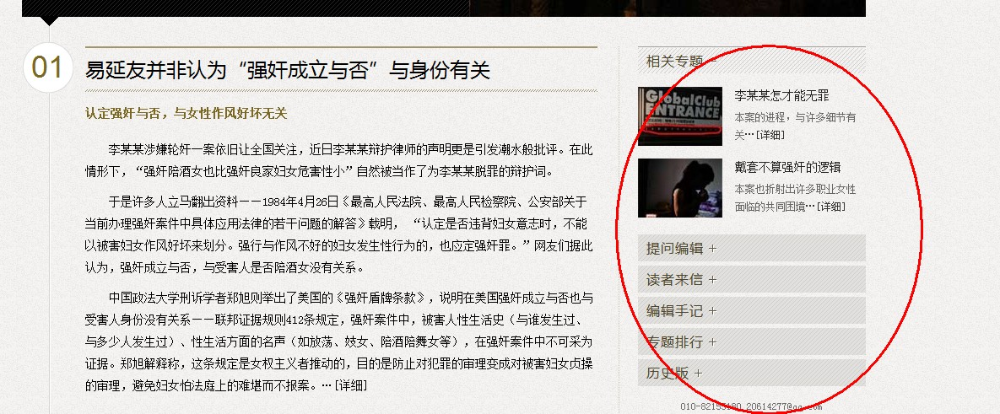 01
易延友并非认为“强奸成立与否”与身份有关
认定强奸与否，与女性作风好坏无关
李某某涉嫌轮奸一案依旧让全国关注，近日李某某辩护律师的声明更是引发潮水般批评。在此
情形下，“强奸陪酒女也比强奸良家妇女危害性小”自然被当作了为李某某脱罪的辩护词。
于是许多人立马翻出资料——1984年4月26日《最高人民法院、最高人民检察院、公安部关于
当前办理强奸案件中具体应用法律的若干问题的解答》载明， “认定是否违背妇女意志时，不能
以被害妇女作风好坏来划分。强行与作风不好的妇女发生性行为的，也应定强奸罪。”网友们据此
认为，强奸成立与否，与受害人是否陪酒女没有关系。
中国政法大学刑诉学者郑旭则举出了美国的《强奸盾牌条款》，说明在美国强奸成立与否也与
受害人身份没有关系——联邦证据规则412条规定，强奸案件中，被害人性生活史（与谁发生过、
与多少人发生过）、性生活方面的名声（如放荡、妓女、陪酒陪舞女等），在强奸案件中不可采为
证据。郑旭解释称，这条规定是女权主义者推动的，目的是防止对犯罪的审理变成对被害妇女贞操
的审理，避免妇女怕法庭上的难堪而不报案。…[详细]
相关专题 −
GlobalClub
ENTRANCE
李某某怎才能无罪
本案的进程，与许多细节有
关…[详细]
戴套不算强奸的逻辑
本案也折射出许多职业女性
面临的共同困境…[详细]
提问编辑 +
读者来信 +
编辑手记 +
专题排行 +
历史版 +